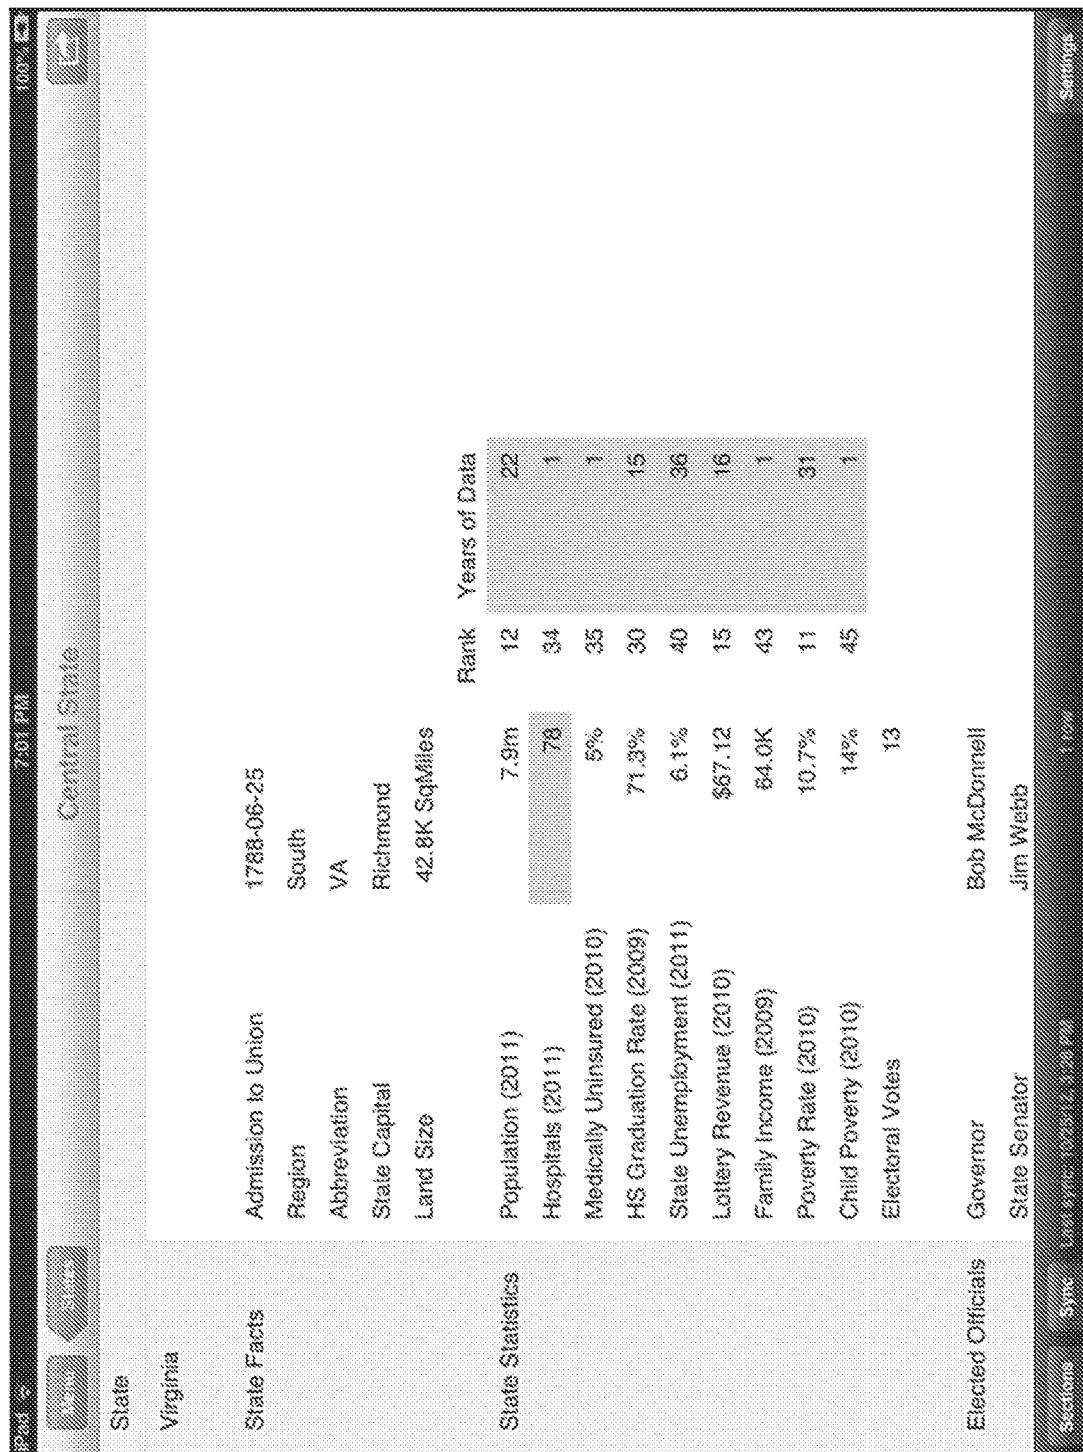 iPad 7:01 PM 100%
Central State
State
Virginia
State Facts
Admission to Union 1788-06-25
Region South
Abbreviation VA
State Capital Richmond
Land Size 42.8K SqMiles
Rank Years of Data
State Statistics Population (2011) 7.9m 12 22
Hospitals (2011) 78 34 1
Medically Uninsured (2010) 5% 35 1
HS Graduation Rate (2009) 71.3% 30 15
State Unemployment (2011) 6.1% 40 36
Lottery Revenue (2010) $67.12 15 16
Family Income (2009) 64.0K 43 1
Poverty Rate (2010) 10.7% 11 31
Child Poverty (2010) 14% 45 1
Electoral Votes 13
Elected Officials Governor Bob McDonnell
State Senator Jim Webb
Sections Sync Settings